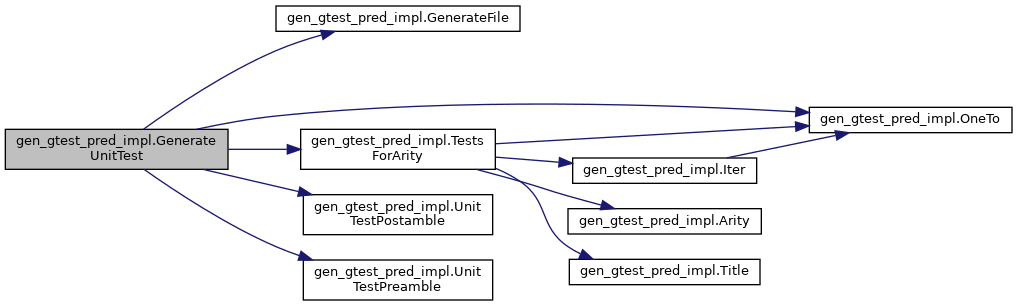 gen_gtest_pred_impl.GenerateFile
gen_gtest_pred_impl.Generate
UnitTest
gen_gtest_pred_impl.Tests
ForArity
gen_gtest_pred_impl.OneTo
gen_gtest_pred_impl.Iter
gen_gtest_pred_impl.Unit
TestPostamble
gen_gtest_pred_impl.Arity
gen_gtest_pred_impl.Unit
TestPreamble
gen_gtest_pred_impl.Title